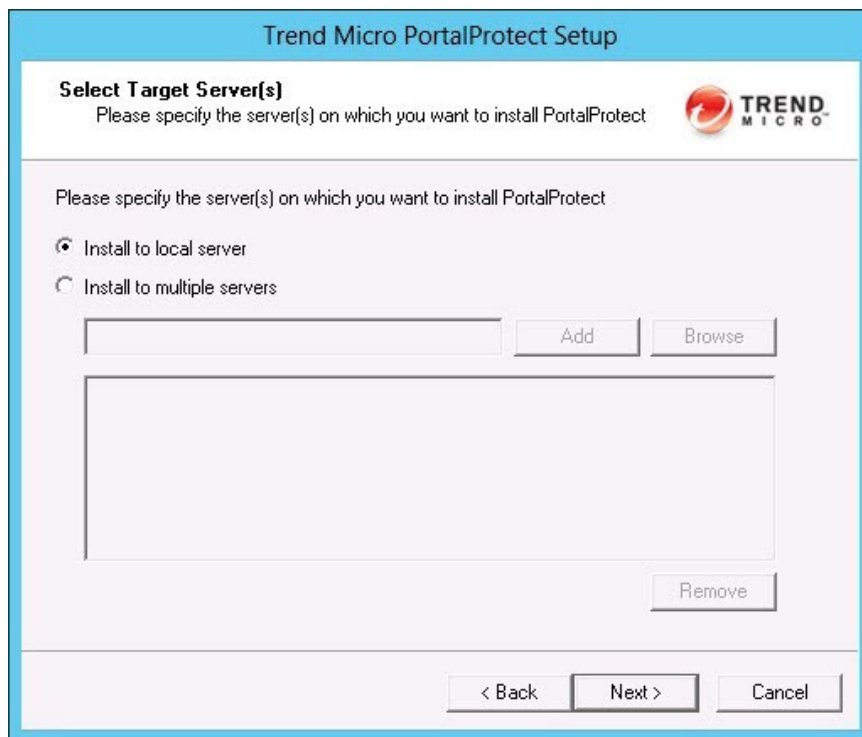 Trend Micro PortalProtect Setup
Select Target Server(s)
Please specify the server(s) on which you want to install PortalProtect
TREND
MICRO™
Please specify the server(s) on which you want to install PortalProtect
Install to local server
Install to multiple servers
Add Browse
Remove
< Back Next > Cancel